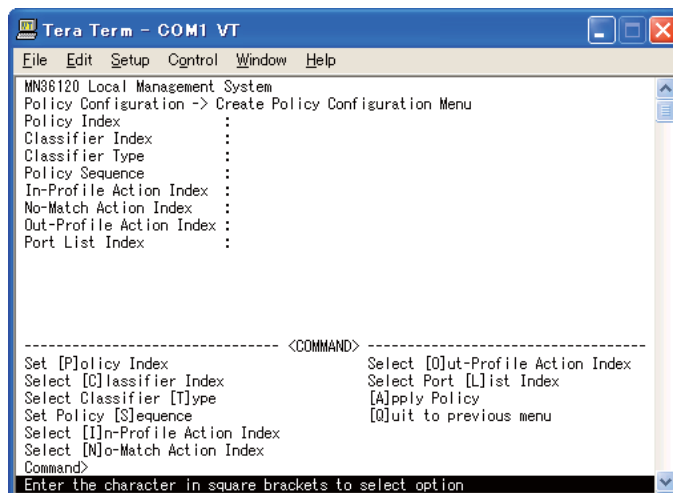 Tera Term - COM1 VT
File Edit Setup Control Window Help
MN36120 Local Management System
Policy Configuration -> Create Policy Configuration Menu
Policy Index :
Classifier Index :
Classifier Type :
Policy Sequence :
In-Profile Action Index :
No-Match Action Index :
Out-Profile Action Index :
Port List Index :
-------------------------------- <COMMAND> -----------------------------------
Set [P]olicy Index Select [O]ut-Profile Action Index
Select [C]lassifier Index Select Port [L]ist Index
Select Classifier [T]ype [A]pply Policy
Set Policy [S]equence [Q]uit to previous menu
Select [I]n-Profile Action Index
Select [N]o-Match Action Index
Command>
Enter the character in square brackets to select option